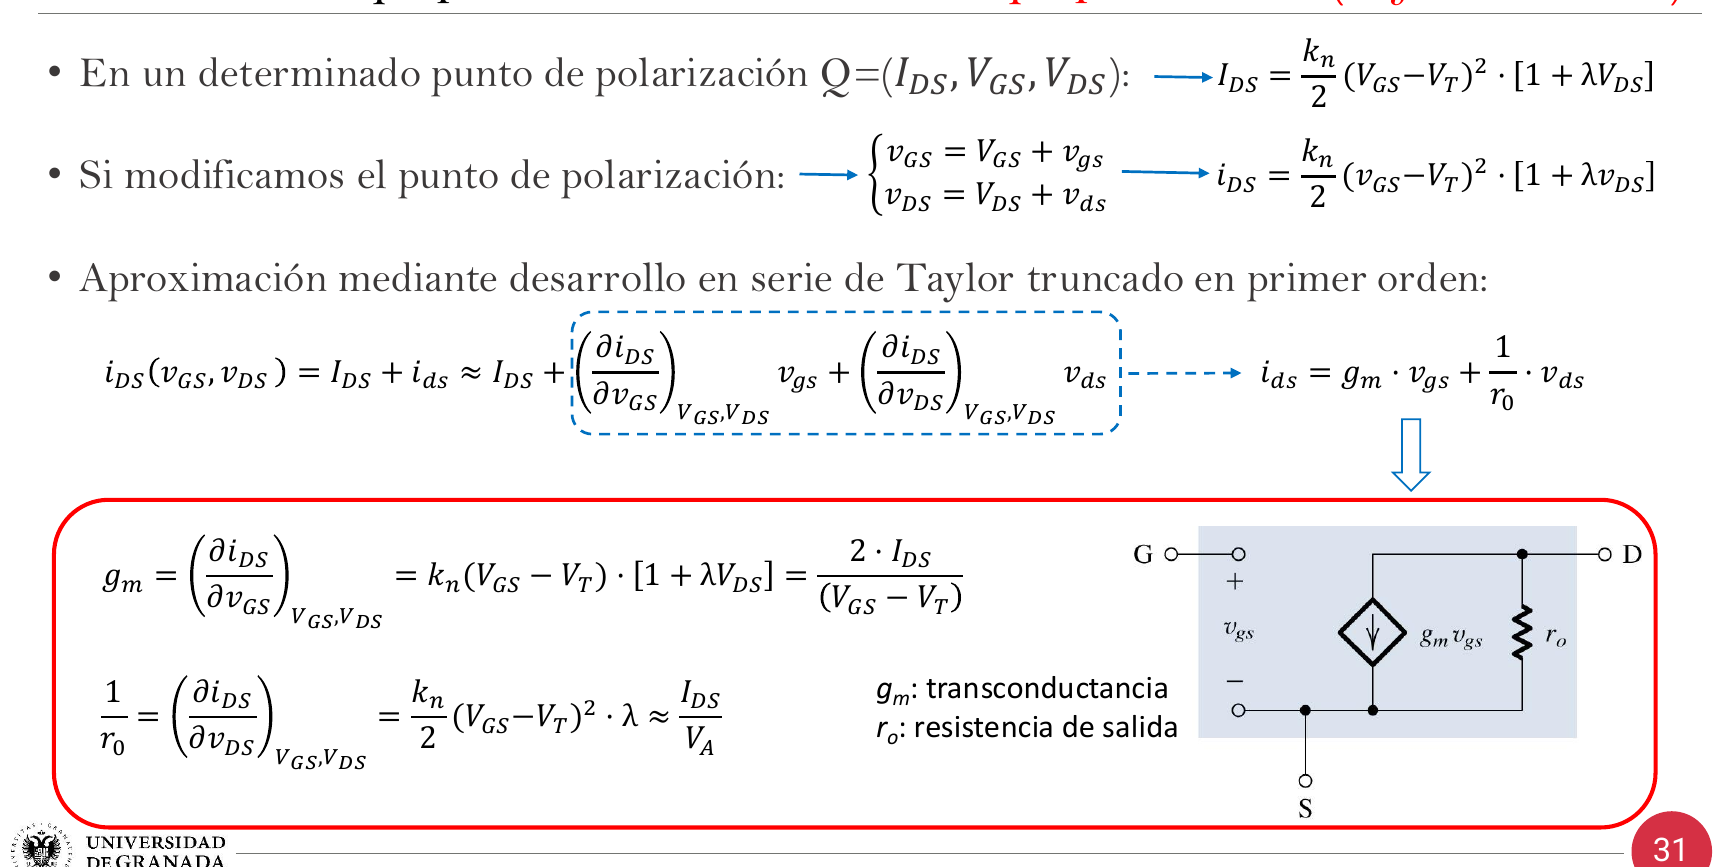 • En un determinado punto de polarización Q=(I_DS, V_GS, V_DS): I_DS = k_n/2 (V_GS−V_T)² · [1 + λV_DS]
• Si modificamos el punto de polarización: { v_GS = V_GS + v_gs
v_DS = V_DS + v_ds
i_DS = k_n/2 (v_GS−V_T)² · [1 + λv_DS]
• Aproximación mediante desarrollo en serie de Taylor truncado en primer orden:
i_DS(v_GS, v_DS) = I_DS + i_ds ≈ I_DS + (∂i_DS/∂v_GS)_V_GS,V_DS v_gs + (∂i_DS/∂v_DS)_V_GS,V_DS v_ds
i_ds = g_m · v_gs + 1/r_0 · v_ds
g_m = (∂i_DS/∂v_GS)_V_GS,V_DS = k_n(V_GS − V_T) · [1 + λV_DS] = 2 · I_DS/(V_GS − V_T)
1/r_0 = (∂i_DS/∂v_DS)_V_GS,V_DS = k_n/2 (V_GS−V_T)² · λ ≈ I_DS/V_A
g_m: transconductancia
r_o: resistencia de salida
G
D
+
v_gs
g_m v_gs
r_o
−
S
UNIVERSIDAD
DE GRANADA
31